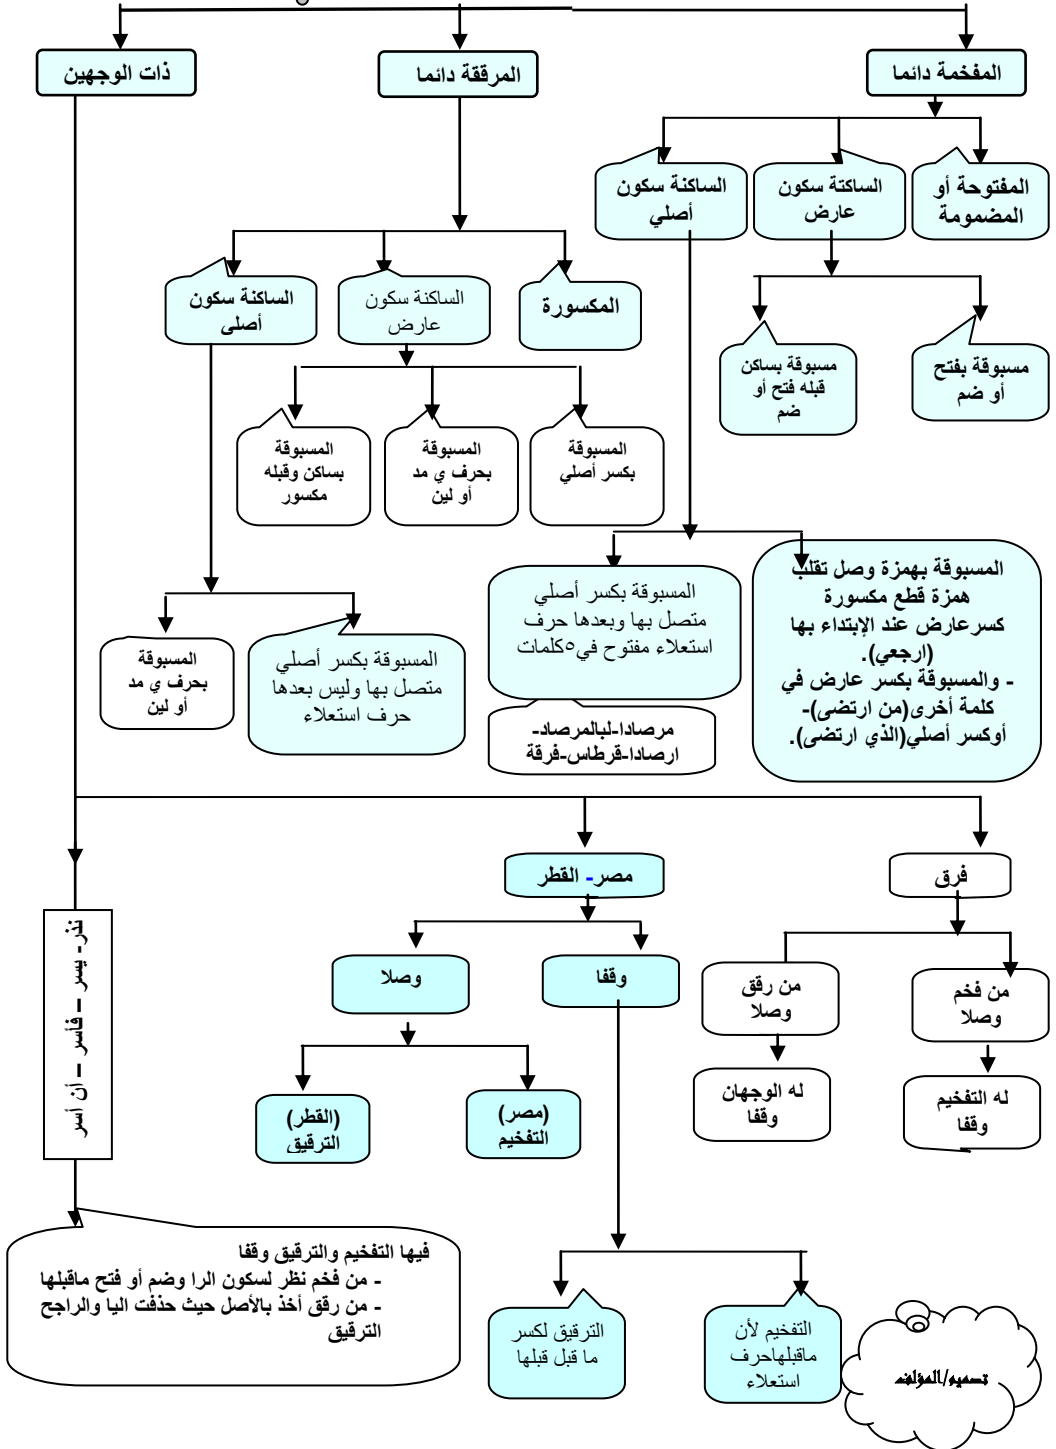 المفخمة دائما
المرققة دائما
ذات الوجهين
المفتوحة أو
المضمومة
الساكتة سكون
عارض
الساكنة سكون
أصلي
مسبوقة بفتح
أو ضم
مسبوقة بساكن
قبله فتح أو
ضم
المكسورة
الساكنة سكون
عارض
الساكنة سكون
أصلى
المسبوقة
بكسر أصلي
المسبوقة
بحرف ي مد
أو لين
المسبوقة
بساكن وقبله
مكسور
المسبوقة بهمزة وصل تقلب
همزة قطع مكسورة
كسرعارض عند الإبتداء بها
(ارجعي).
- والمسبوقة بكسر عارض في
كلمة أخرى(من ارتضى)-
أوكسر أصلي(الذي ارتضى).
المسبوقة بكسر أصلي
متصل بها وبعدها حرف
استعلاء مفتوح في٥كلمات
مرصادا-لبالمرصاد-
ارصادا-قرطاس-فرقة
المسبوقة بكسر أصلي
متصل بها وليس بعدها
حرف استعلاء
المسبوقة
بحرف ي مد
أو لين
فرق
مصر- القطر
نذر- يسر – فأسر – أن أسر
من فخم
وصلا
من رقق
وصلا
وقفا
وصلا
له التفخيم
وقفا
له الوجهان
وقفا
(مصر)
التفخيم
(القطر)
الترقيق
فيها التفخيم والترقيق وقفا
- من فخم نظر لسكون الرا وضم أو فتح ماقبلها
- من رقق أخذ بالأصل حيث حذفت اليا والراجح
الترقيق
التفخيم لأن
ماقبلهاحرف
استعلاء
الترقيق لكسر
ما قبل قبلها
تصميم/المؤلف